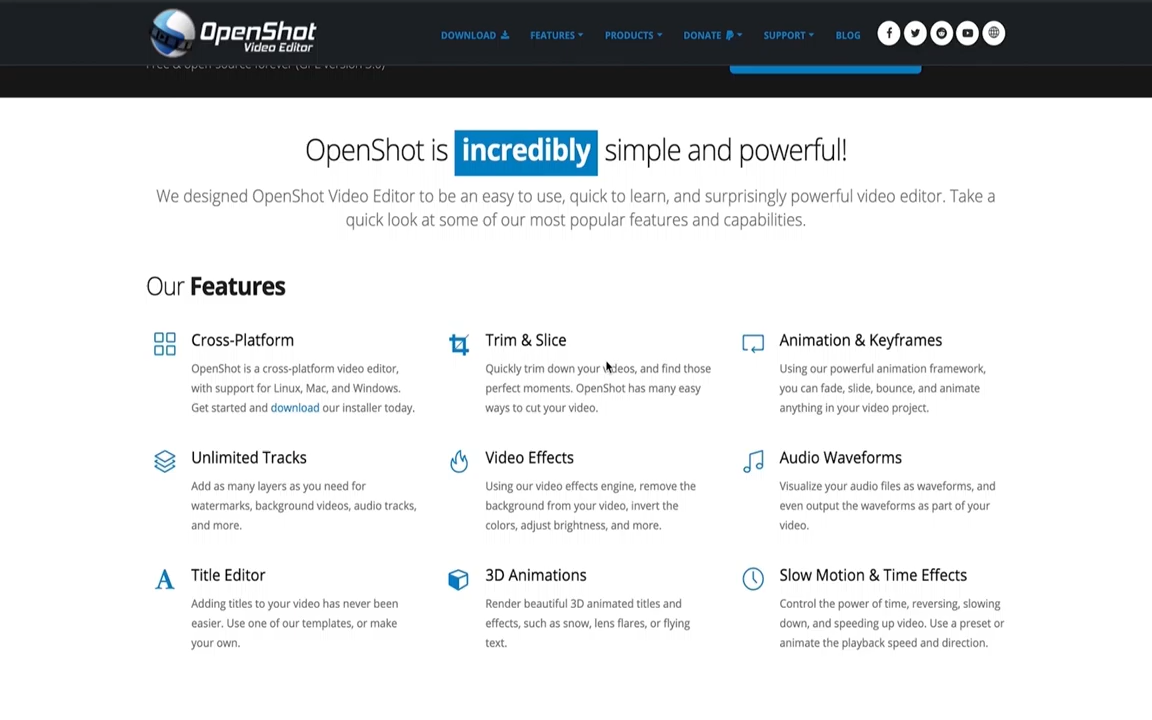 OpenShot
Video Editor
DOWNLOAD FEATURES PRODUCTS DONATE SUPPORT BLOG
Free & open-source forever (GPL version 3.0)
OpenShot is incredibly simple and powerful!
We designed OpenShot Video Editor to be an easy to use, quick to learn, and surprisingly powerful video editor. Take a
quick look at some of our most popular features and capabilities.
Our Features
Cross-Platform
OpenShot is a cross-platform video editor,
with support for Linux, Mac, and Windows.
Get started and download our installer today.
Trim & Slice
Quickly trim down your videos, and find those
perfect moments. OpenShot has many easy
ways to cut your video.
Animation & Keyframes
Using our powerful animation framework,
you can fade, slide, bounce, and animate
anything in your video project.
Unlimited Tracks
Add as many layers as you need for
watermarks, background videos, audio tracks,
and more.
Video Effects
Using our video effects engine, remove the
background from your video, invert the
colors, adjust brightness, and more.
Audio Waveforms
Visualize your audio files as waveforms, and
even output the waveforms as part of your
video.
Title Editor
Adding titles to your video has never been
easier. Use one of our templates, or make
your own.
3D Animations
Render beautiful 3D animated titles and
effects, such as snow, lens flares, or flying
text.
Slow Motion & Time Effects
Control the power of time, reversing, slowing
down, and speeding up video. Use a preset or
animate the playback speed and direction.